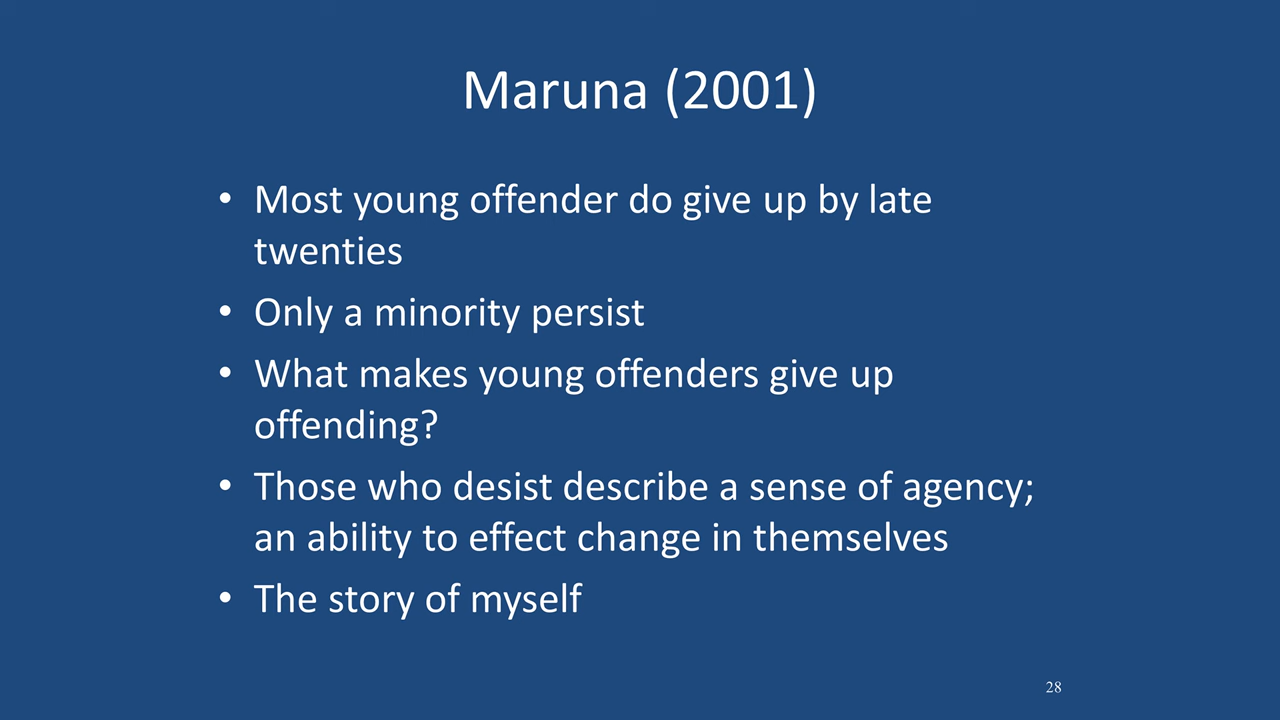 Maruna (2001)
• Most young offender do give up by late
twenties
• Only a minority persist
• What makes young offenders give up
offending?
• Those who desist describe a sense of agency;
an ability to effect change in themselves
• The story of myself
28